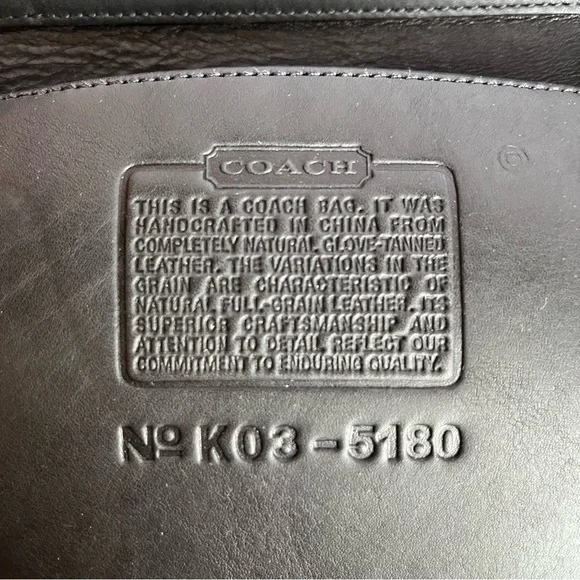 COACH
THIS IS A COACH BAG. IT WAS
HANDCRAFTED IN CHINA FROM
COMPLETELY NATURAL GLOVE-TANNED
LEATHER. THE VARIATIONS IN THE
GRAIN ARE CHARACTERISTIC OF
NATURAL FULL-GRAIN LEATHER. ITS
SUPERIOR CRAFTSMANSHIP AND
ATTENTION TO DETAIL REFLECT OUR
COMMITMENT TO ENDURING QUALITY.
Nº K03-5180